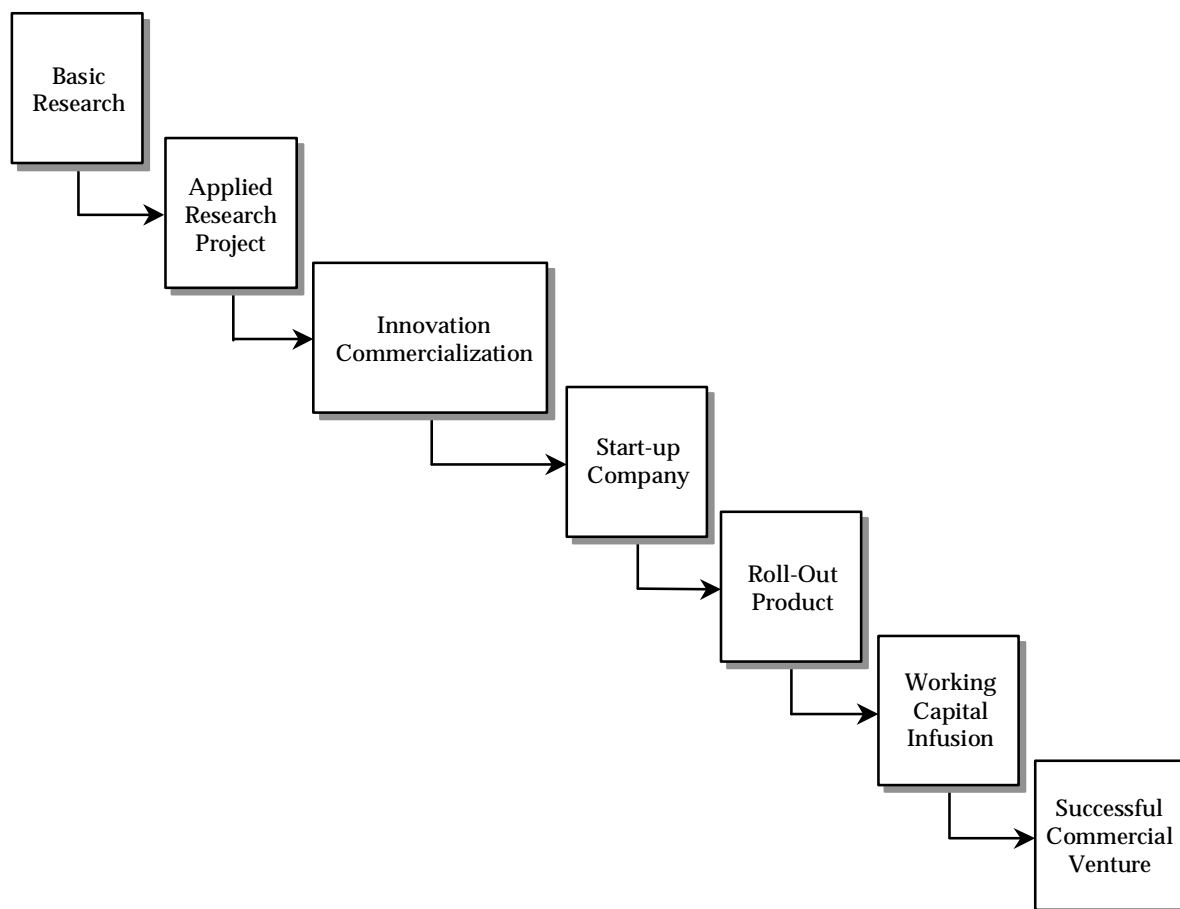 Basic
Research
Applied
Research
Project
Innovation
Commercialization
Start-up
Company
Roll-Out
Product
Working
Capital
Infusion
Successful
Commercial
Venture